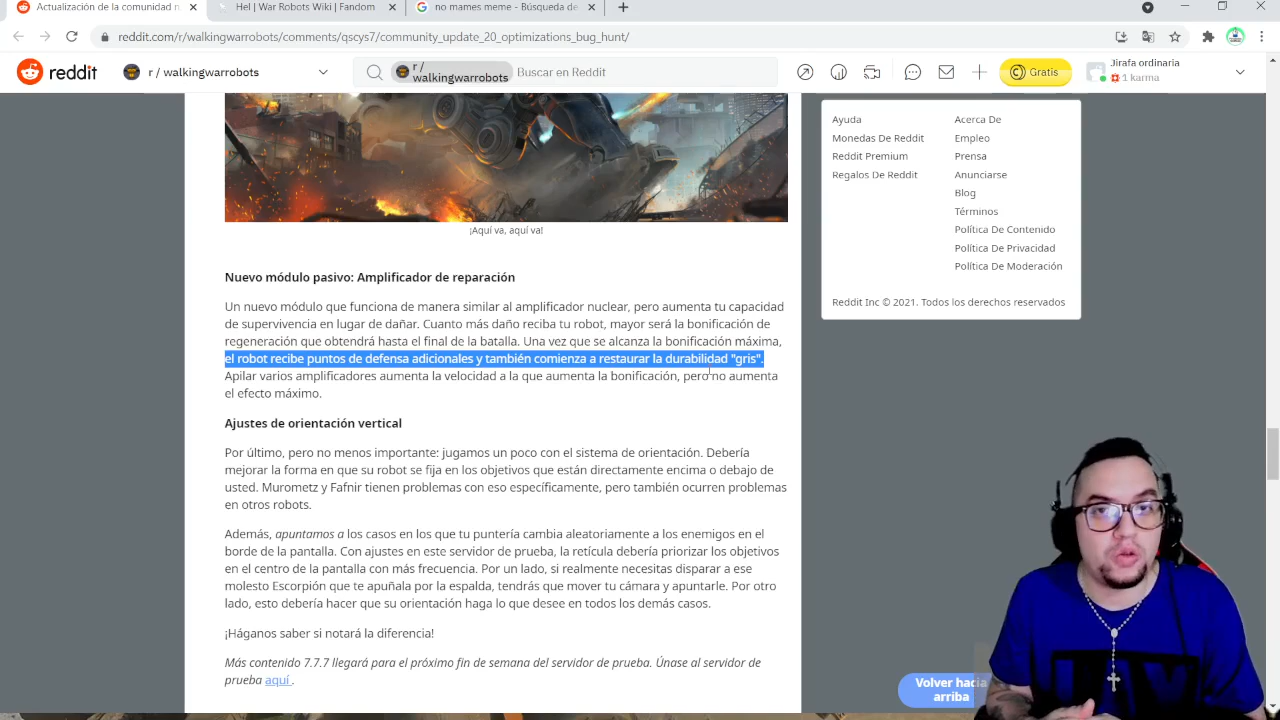 Actualización de la comunidad n
Hel | War Robots Wiki | Fandom
no mames meme - Búsqueda de
reddit.com/r/walkingwarrobots/comments/qscys7/community_update_20_optimizations_bug_hunt/
reddit
r / walkingwarrobots
r /
walkingwarrobots
Buscar en Reddit
Gratis
Jirafa ordinaria
1 karma
¡Aquí va, aquí va!
Nuevo módulo pasivo: Amplificador de reparación
Un nuevo módulo que funciona de manera similar al amplificador nuclear, pero aumenta tu capacidad
de supervivencia en lugar de dañar. Cuanto más daño reciba tu robot, mayor será la bonificación de
regeneración que obtendrá hasta el final de la batalla. Una vez que se alcanza la bonificación máxima,
el robot recibe puntos de defensa adicionales y también comienza a restaurar la durabilidad "gris".
Apilar varios amplificadores aumenta la velocidad a la que aumenta la bonificación, pero no aumenta
el efecto máximo.
Ajustes de orientación vertical
Por último, pero no menos importante: jugamos un poco con el sistema de orientación. Debería
mejorar la forma en que su robot se fija en los objetivos que están directamente encima o debajo de
usted. Murometz y Fafnir tienen problemas con eso específicamente, pero también ocurren problemas
en otros robots.
Además, apuntamos a los casos en los que tu puntería cambia aleatoriamente a los enemigos en el
borde de la pantalla. Con ajustes en este servidor de prueba, la retícula debería priorizar los objetivos
en el centro de la pantalla con más frecuencia. Por un lado, si realmente necesitas disparar a ese
molesto Escorpión que te apuñala por la espalda, tendrás que mover tu cámara y apuntarle. Por otro
lado, esto debería hacer que su orientación haga lo que desee en todos los demás casos.
¡Háganos saber si notará la diferencia!
Más contenido 7.7.7 llegará para el próximo fin de semana del servidor de prueba. Únase al servidor de
prueba aquí .
Ayuda
Acerca De
Monedas De Reddit
Empleo
Reddit Premium
Prensa
Regalos De Reddit
Anunciarse
Blog
Términos
Política De Contenido
Política De Privacidad
Política De Moderación
Reddit Inc © 2021. Todos los derechos reservados
Volver hacia
arriba